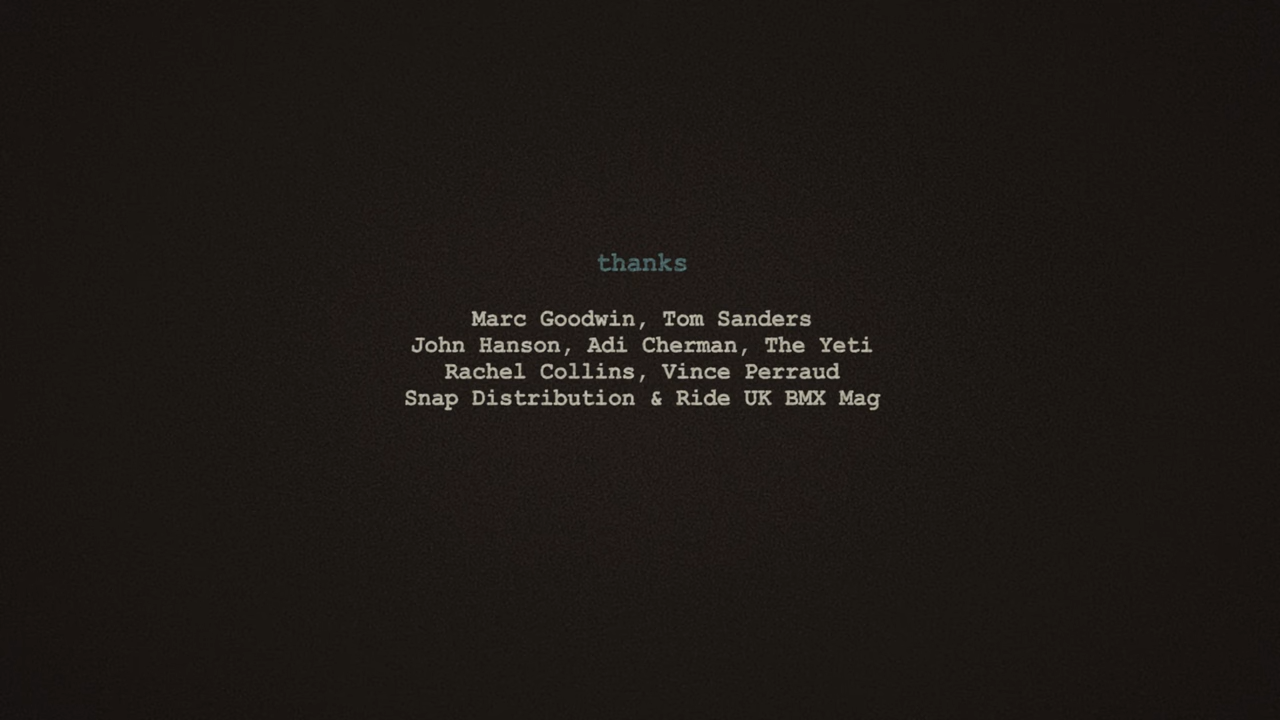 thanks
Marc Goodwin, Tom Sanders
John Hanson, Adi Cherman, The Yeti
Rachel Collins, Vince Perraud
Snap Distribution & Ride UK BMX Mag